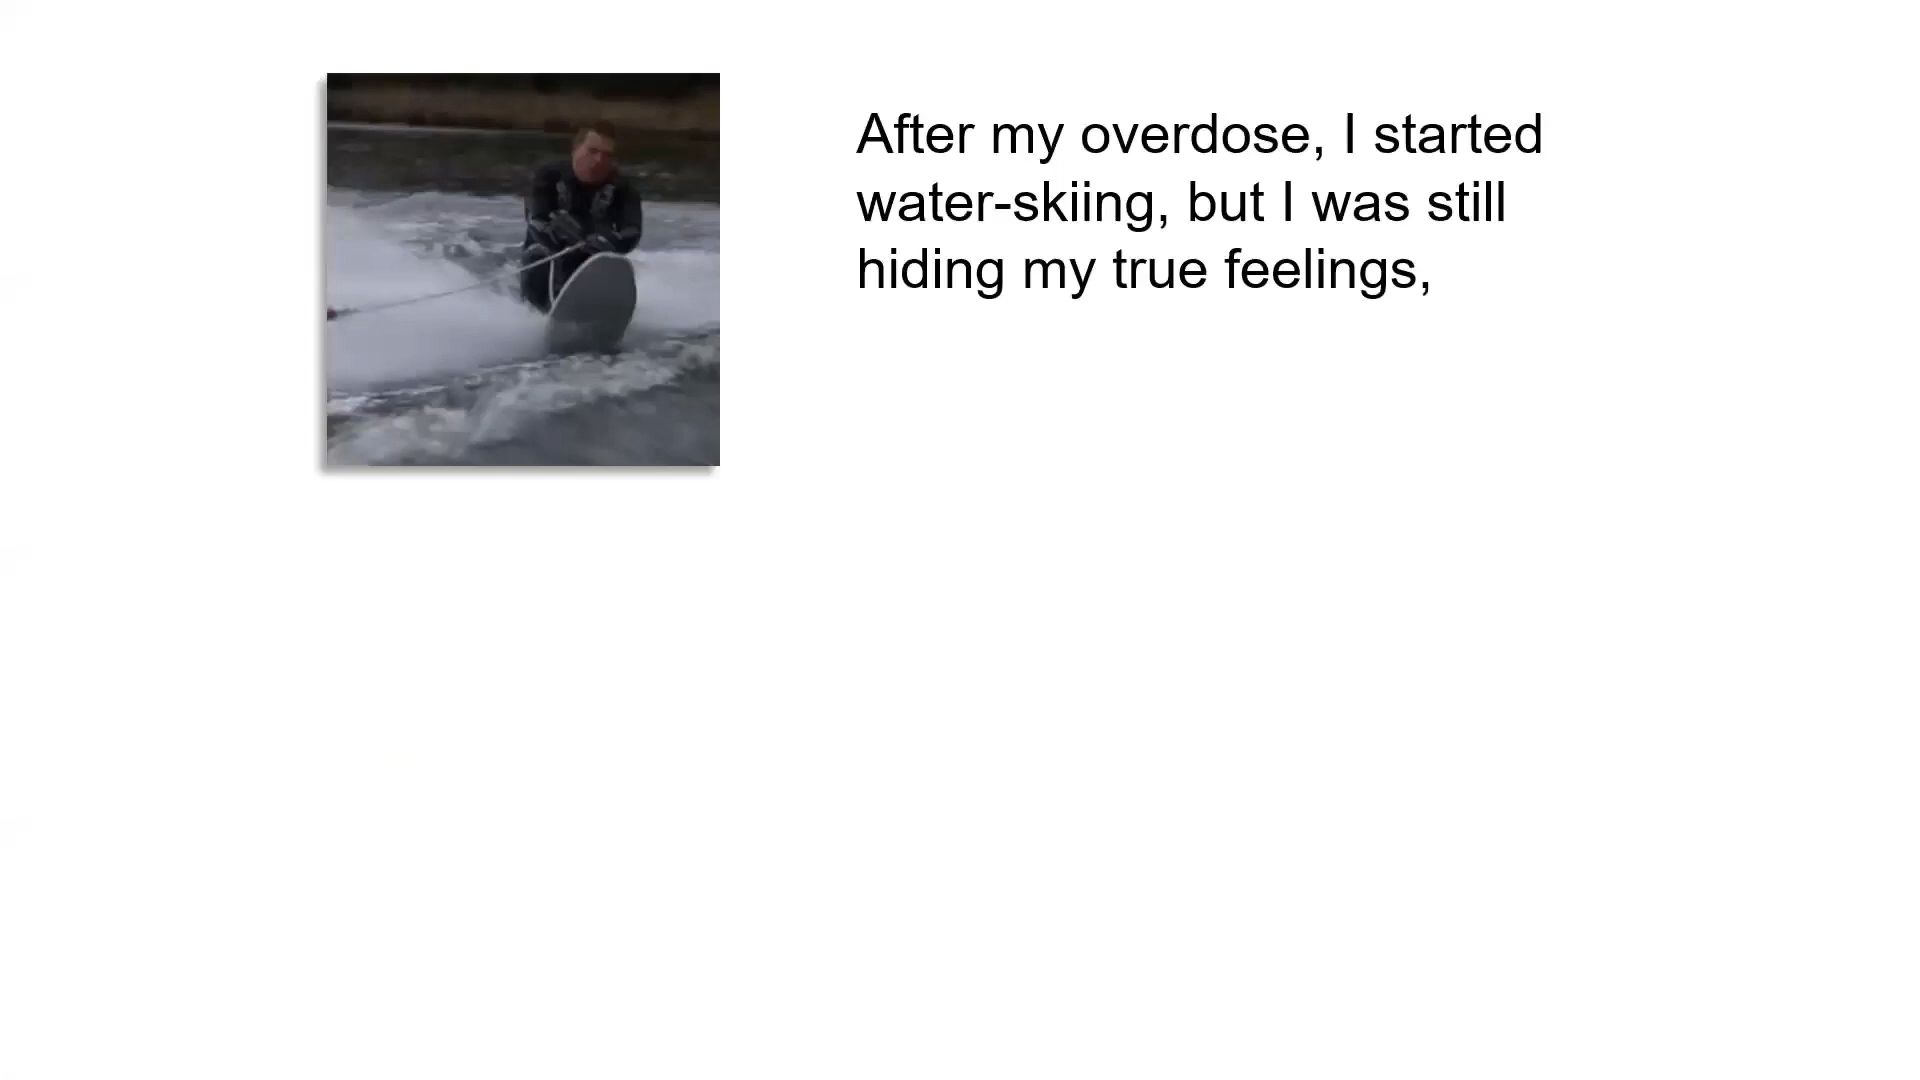 After my overdose, I started
water-skiing, but I was still
hiding my true feelings,